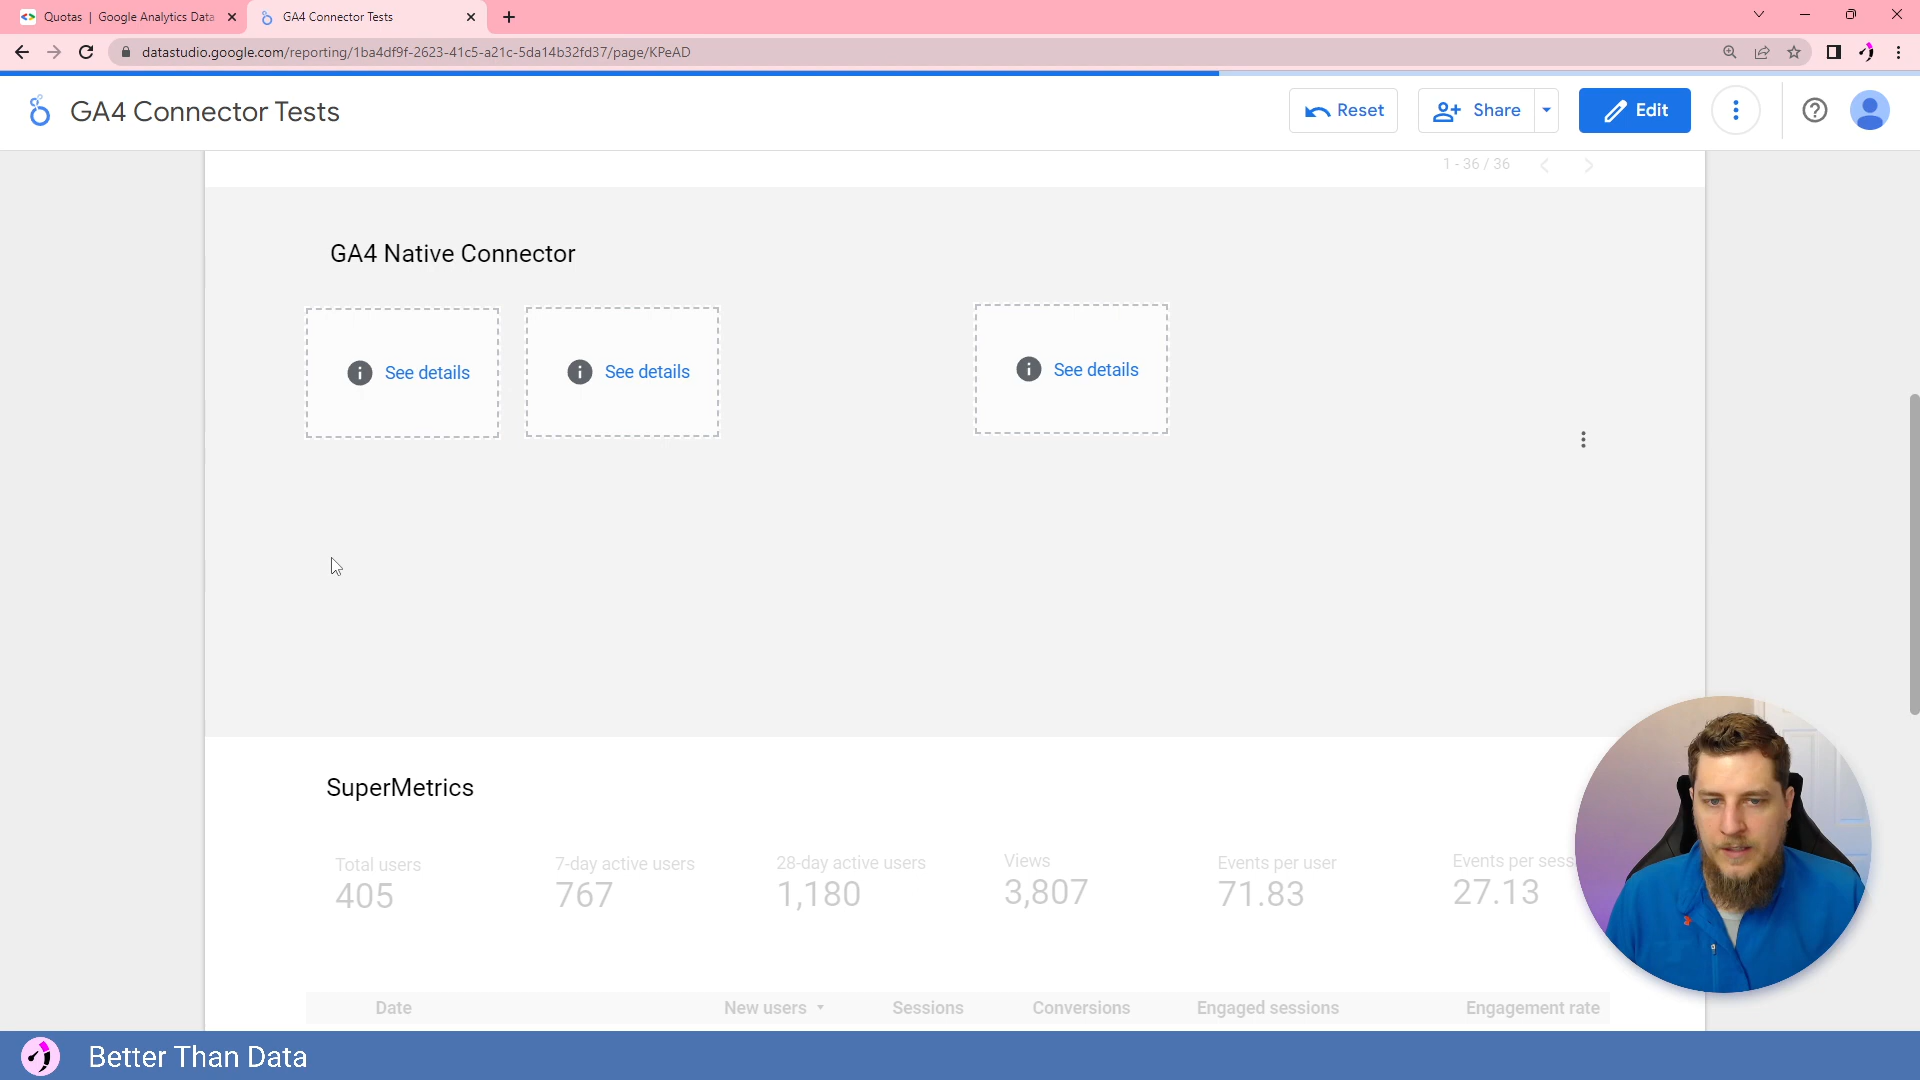 Quotas | Google Analytics Data
GA4 Connector Tests
datastudio.google.com/reporting/1ba4df9f-2623-41c5-a21c-5da14b32fd37/page/KPeAD
GA4 Connector Tests
Reset
Share
Edit
1 - 36 / 36
GA4 Native Connector
See details
See details
See details
SuperMetrics
Total users
405
7-day active users
767
28-day active users
1,180
Views
3,807
Events per user
71.83
Events per sess
27.13
Date
New users
Sessions
Conversions
Engaged sessions
Engagement rate
Better Than Data